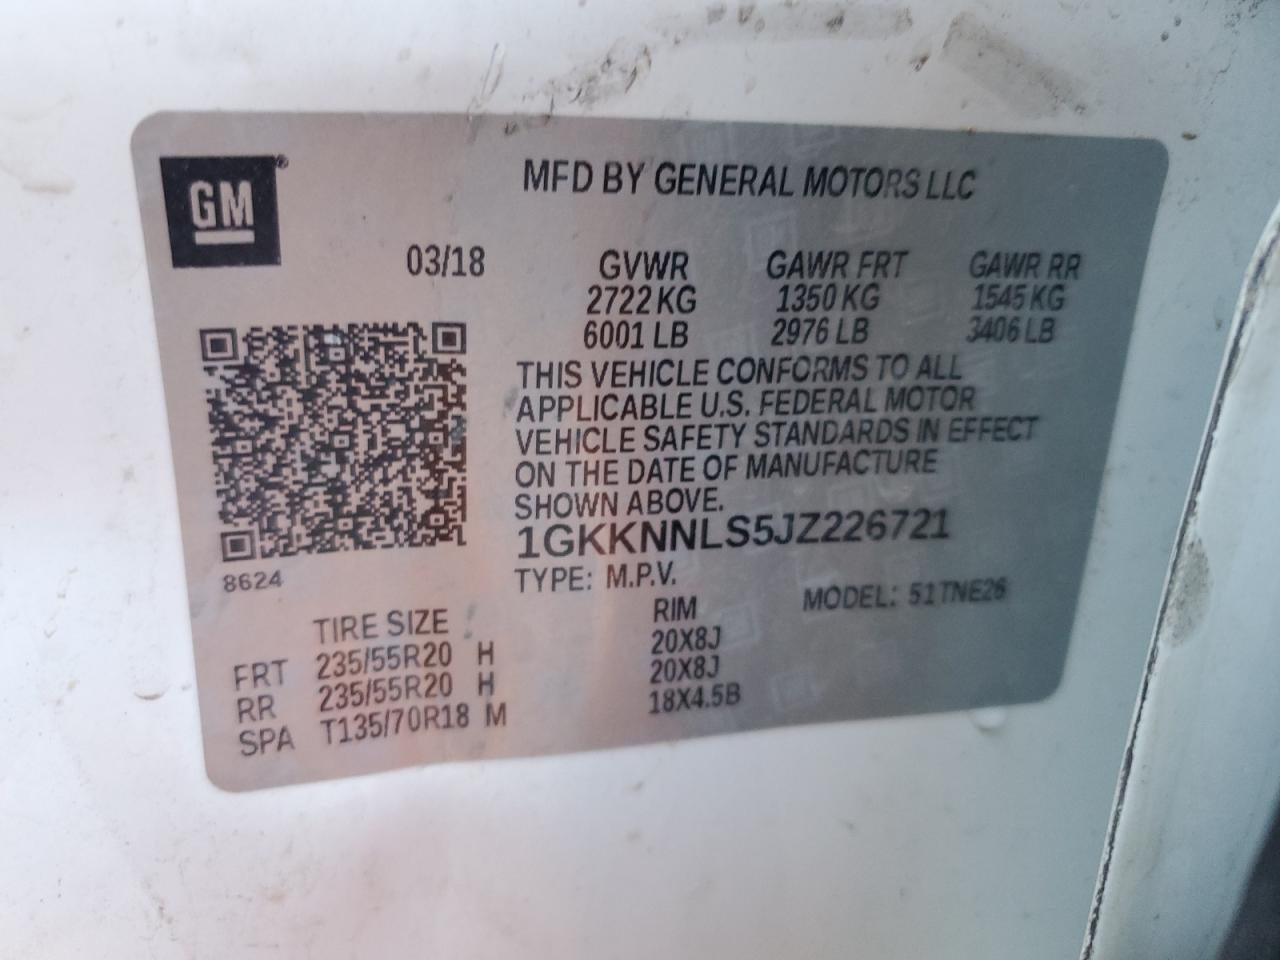 GM®
MFD BY GENERAL MOTORS LLC
03/18 GVWR GAWR FRT GAWR RR
2722 KG 1350 KG 1545 KG
6001 LB 2976 LB 3406 LB
THIS VEHICLE CONFORMS TO ALL
APPLICABLE U.S. FEDERAL MOTOR
VEHICLE SAFETY STANDARDS IN EFFECT
ON THE DATE OF MANUFACTURE
SHOWN ABOVE.
1GKKNNLS5JZ226721
8624
TYPE: M.P.V. MODEL: 51TNE26
TIRE SIZE RIM
FRT 235/55R20 H 20X8J
RR 235/55R20 H 20X8J
SPA T135/70R18 M 18X4.5B